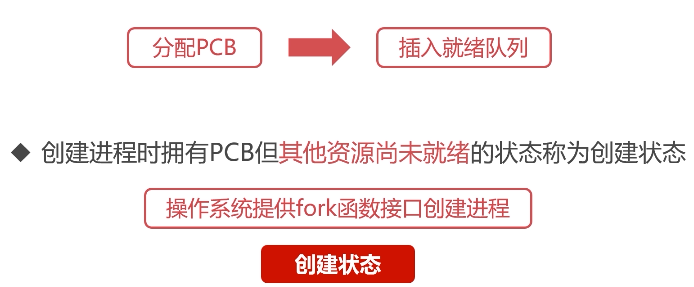 分配PCB
插入就绪队列
创建进程时拥有PCB但其他资源尚未就绪的状态称为创建状态
操作系统提供fork函数接口创建进程
创建状态